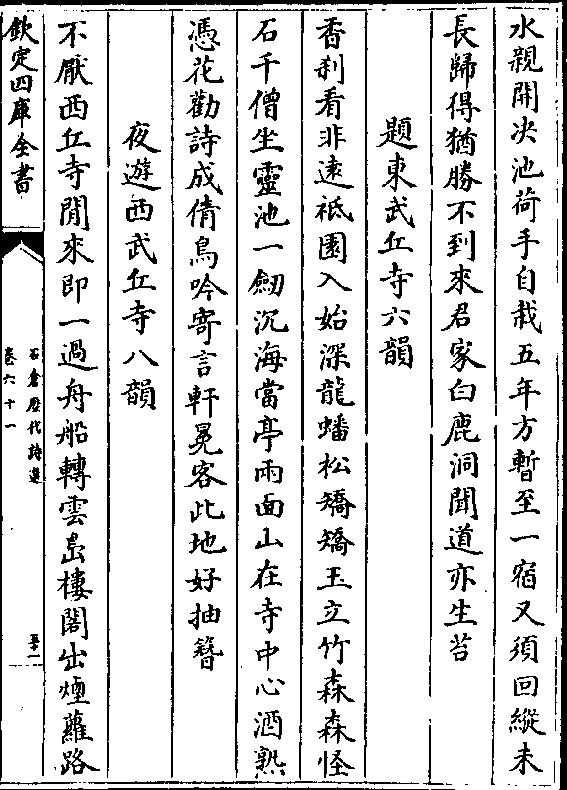 水親開决池荷手自栽五年方暫至一宿又須回縱未
長歸得猶勝不到來君家白鹿洞聞道亦生苔
題東武丘寺六韻
香刹看非逺祇園入始深龍蟠松矯矯玉立竹森森怪
石千僧坐靈池一劒沉海當亭兩面山在寺中心酒熟
憑花勸詩成倩鳥吟寄言軒冕客此地好抽簪
夜遊西武丘寺八韻
不厭西丘寺閒來即一過舟船轉雲島樓閣出煙蘿路
欽定四庫全書
石倉歴代詩選
卷六十一